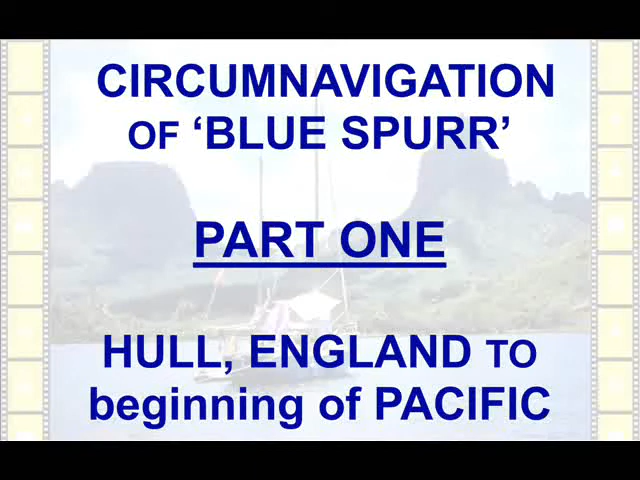 CIRCUMNAVIGATION
OF ‘BLUE SPURR’
PART ONE
HULL, ENGLAND TO
beginning of PACIFIC